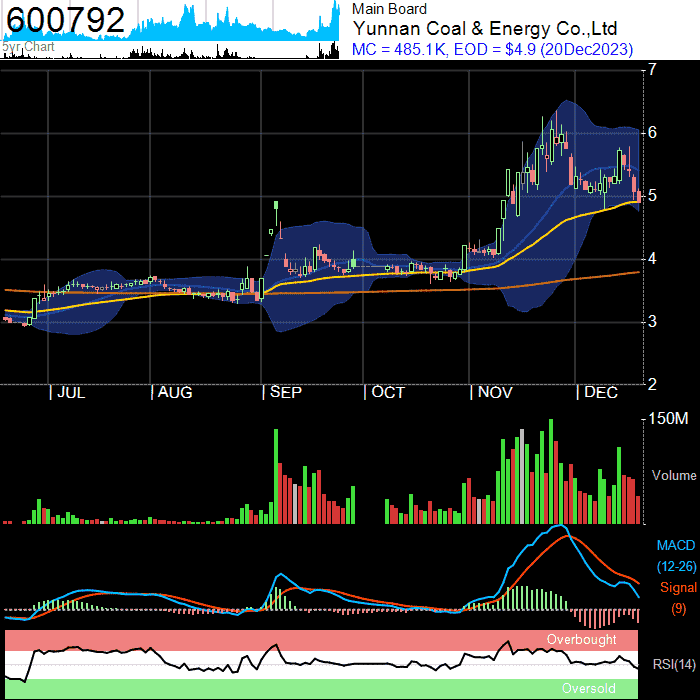 600792
5yr Chart
Main Board
Yunnan Coal & Energy Co.,Ltd
MC = 485.1K, EOD = $4.9 (20Dec2023)
7
6
5
4
3
2
| JUL | AUG | SEP | OCT | NOV | DEC
150M
Volume
MACD
(12-26)
Signal
(9)
Overbought
RSI(14)
Oversold